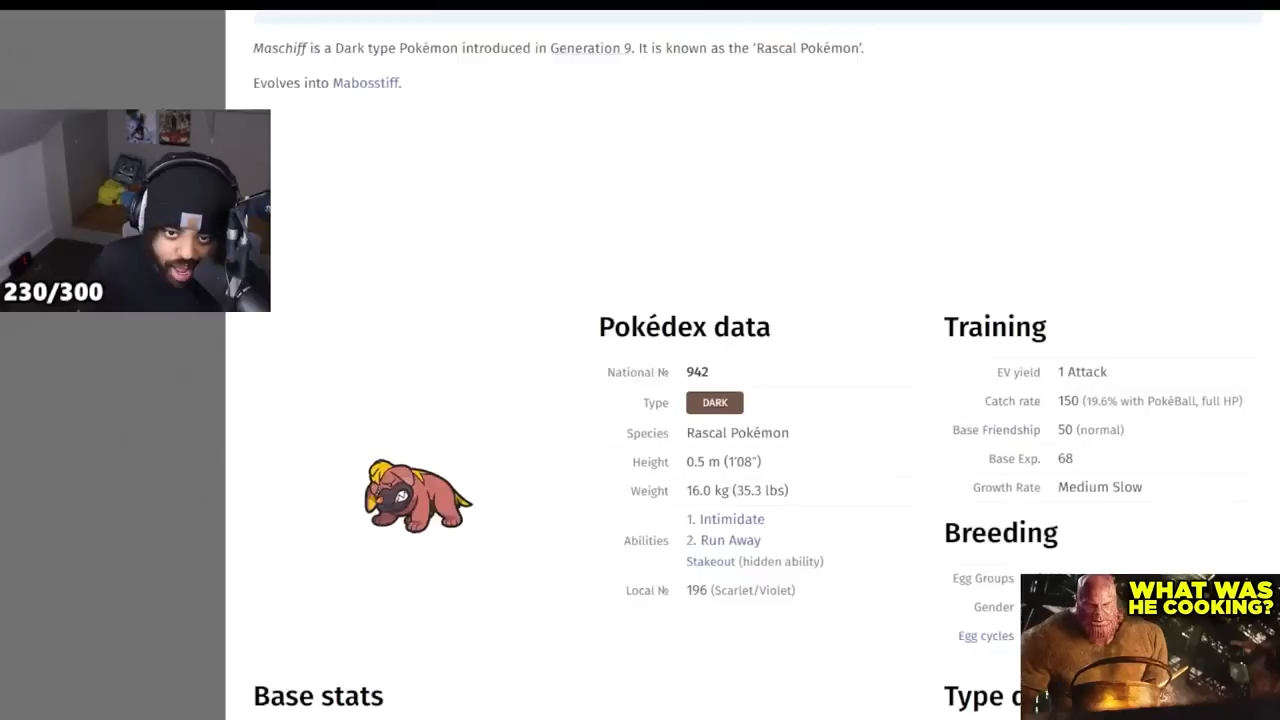 Maschiff is a Dark type Pokémon introduced in Generation 9. It is known as the ‘Rascal Pokémon’.
Evolves into Mabosstiff.
230/300
Pokédex data
National № 942
Type DARK
Species Rascal Pokémon
Height 0.5 m (1′08″)
Weight 16.0 kg (35.3 lbs)
Abilities 1. Intimidate
2. Run Away
Stakeout (hidden ability)
Local № 196 (Scarlet/Violet)
Training
EV yield 1 Attack
Catch rate 150 (19.6% with PokéBall, full HP)
Base Friendship 50 (normal)
Base Exp. 68
Growth Rate Medium Slow
Breeding
Egg Groups
Gender
Egg cycles
WHAT WAS
HE COOKING?
Base stats
Type